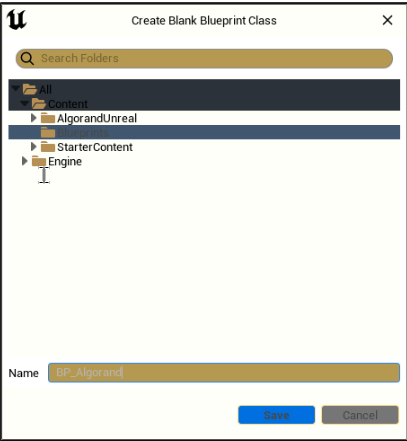 Create Blank Blueprint Class
Search Folders
All
Content
AlgorandUnreal
Blueprints
StarterContent
Engine
Name BP_Algorand
Save Cancel